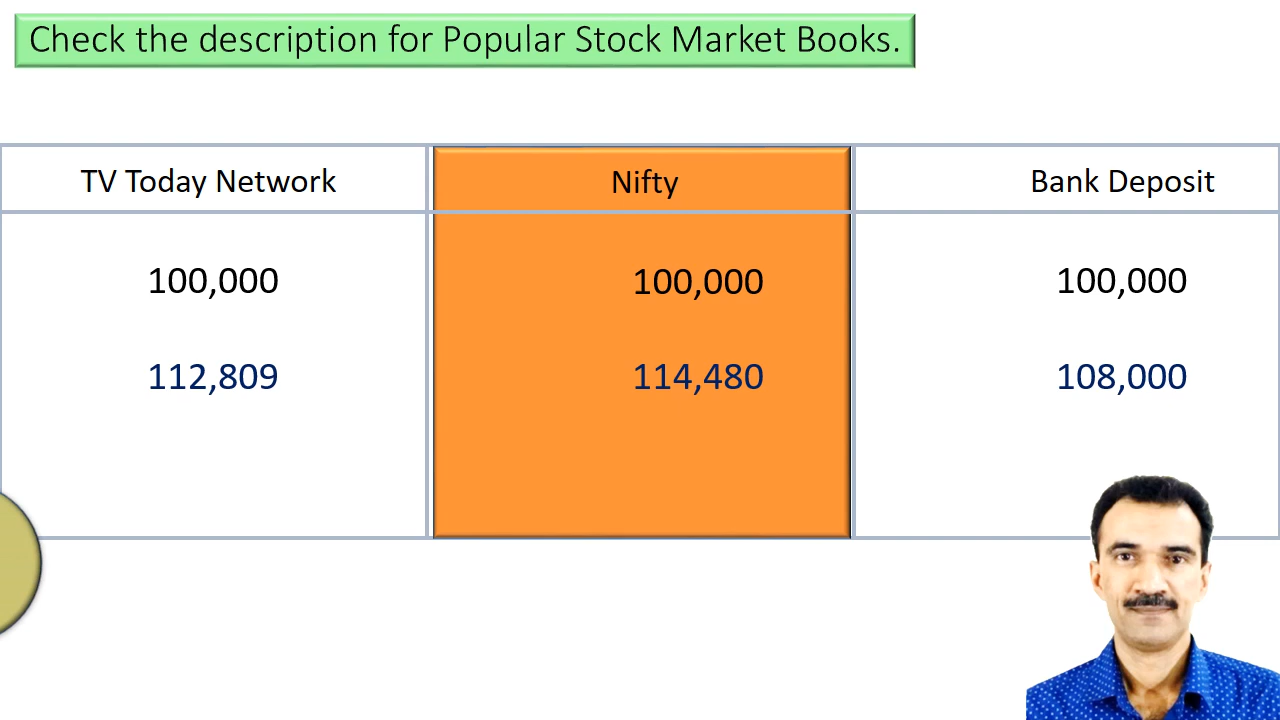 Check the description for Popular Stock Market Books.
TV Today Network Nifty Bank Deposit
100,000 100,000 100,000
112,809 114,480 108,000